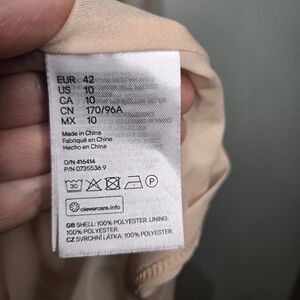 EUR 42
US 10
CA 10
CN 170/96A
MX 10
Made in China
Fabriqué en Chine
Hecho en China
O/N 416414
P/N 0735536 9
30
P
clevercare.info
GB SHELL: 100% POLYESTER. LINING:
100% POLYESTER.
CZ SVRCHNÍ LÁTKA: 100% POLYESTER